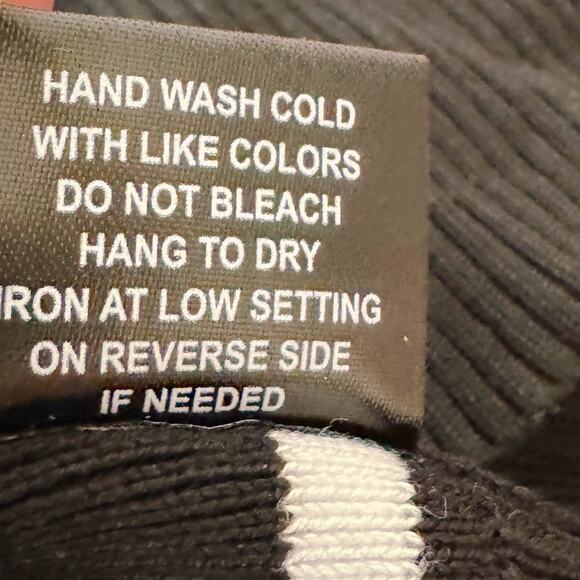 HAND WASH COLD
WITH LIKE COLORS
DO NOT BLEACH
HANG TO DRY
IRON AT LOW SETTING
ON REVERSE SIDE
IF NEEDED